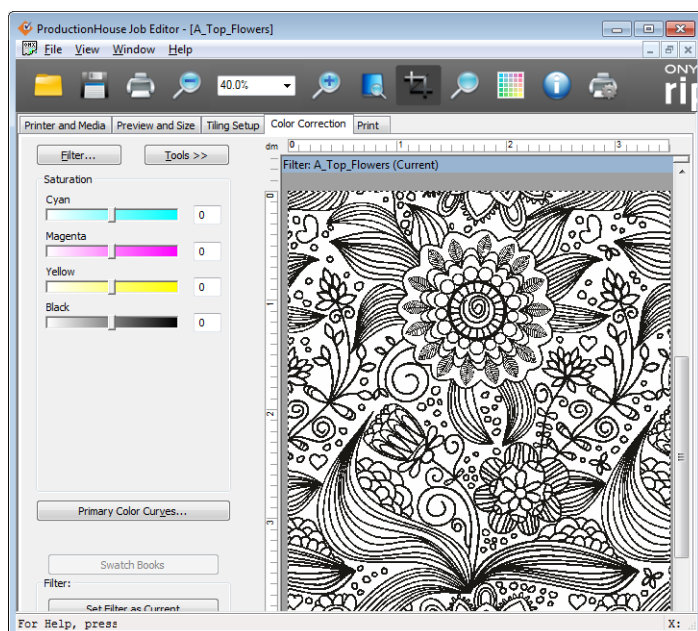 ProductionHouse Job Editor - [A_Top_Flowers]
File View Window Help
40.0%
ONY
rip
Printer and Media Preview and Size Tiling Setup Color Correction Print
Filter... Tools >>
dm 0 1 2 3
Filter: A_Top_Flowers (Current)
Saturation
Cyan
0
Magenta
0
Yellow
0
Black
0
0
1
2
3
Primary Color Curves...
Swatch Books
Filter:
Set Filter as Current
For Help, press
X: